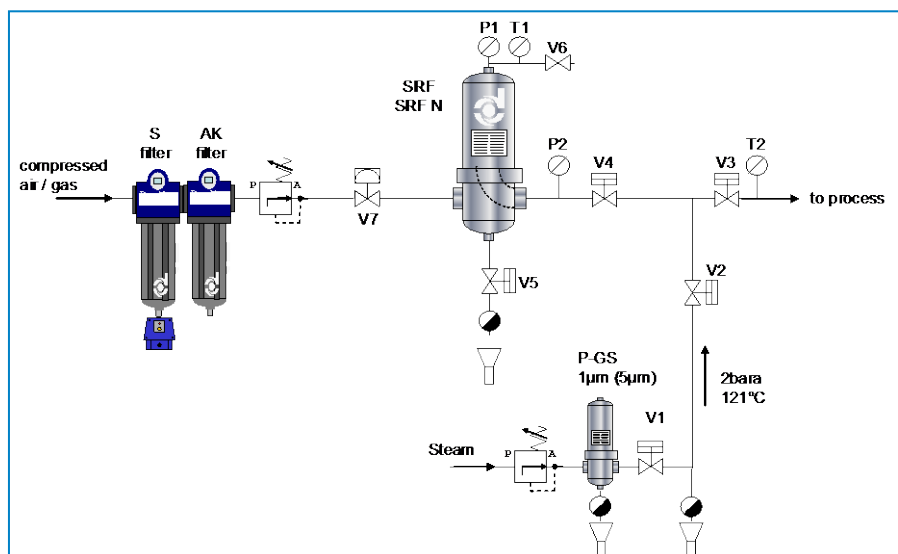 P1 T1
V6
SRF
SRF N
S
filter
AK
filter
P2
V4
V3
T2
compressed
air / gas
P A
V7
to process
V5
V2
P-GS
1µm (5µm)
2bara
121°C
V1
Steam
P A